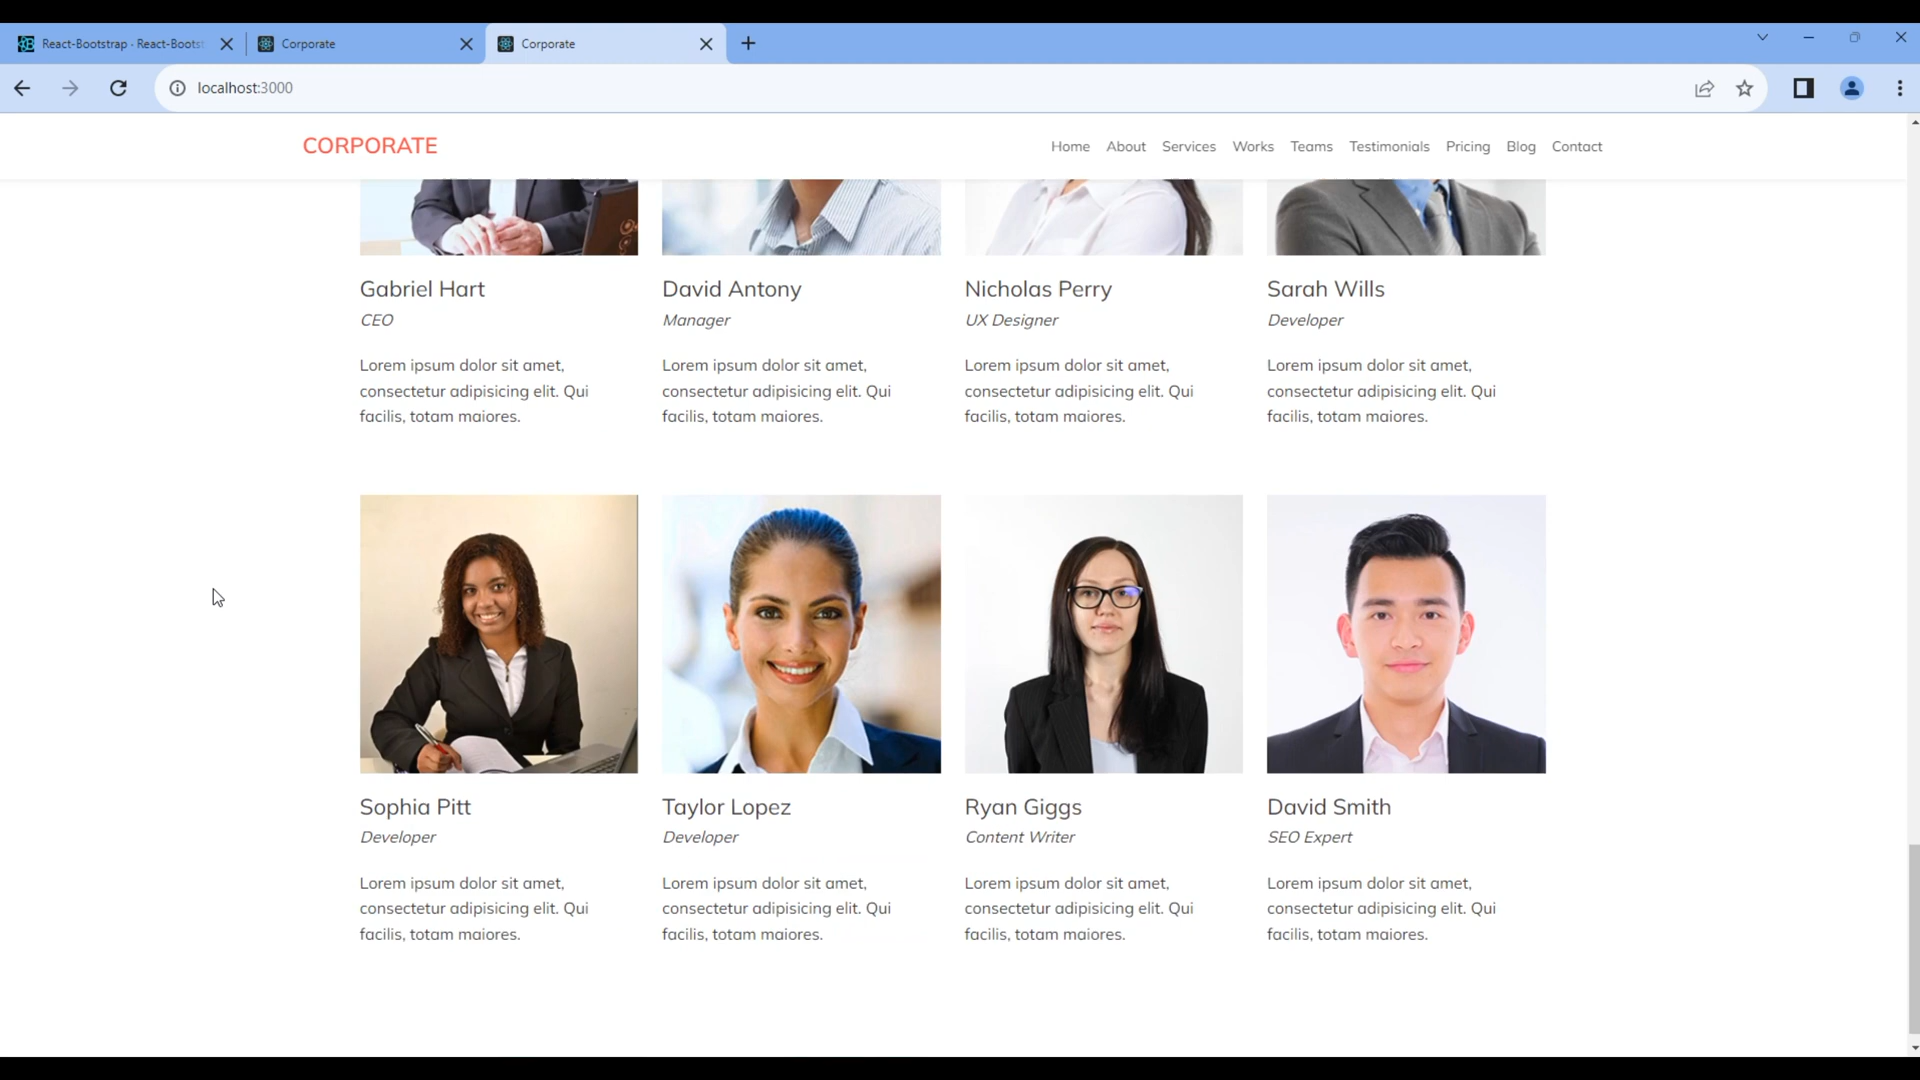 React-Bootstrap · React-Bootst
Corporate
Corporate
localhost:3000
CORPORATE
Home About Services Works Teams Testimonials Pricing Blog Contact
Gabriel Hart
CEO
Lorem ipsum dolor sit amet,
consectetur adipisicing elit. Qui
facilis, totam maiores.
David Antony
Manager
Lorem ipsum dolor sit amet,
consectetur adipisicing elit. Qui
facilis, totam maiores.
Nicholas Perry
UX Designer
Lorem ipsum dolor sit amet,
consectetur adipisicing elit. Qui
facilis, totam maiores.
Sarah Wills
Developer
Lorem ipsum dolor sit amet,
consectetur adipisicing elit. Qui
facilis, totam maiores.
Sophia Pitt
Developer
Lorem ipsum dolor sit amet,
consectetur adipisicing elit. Qui
facilis, totam maiores.
Taylor Lopez
Developer
Lorem ipsum dolor sit amet,
consectetur adipisicing elit. Qui
facilis, totam maiores.
Ryan Giggs
Content Writer
Lorem ipsum dolor sit amet,
consectetur adipisicing elit. Qui
facilis, totam maiores.
David Smith
SEO Expert
Lorem ipsum dolor sit amet,
consectetur adipisicing elit. Qui
facilis, totam maiores.